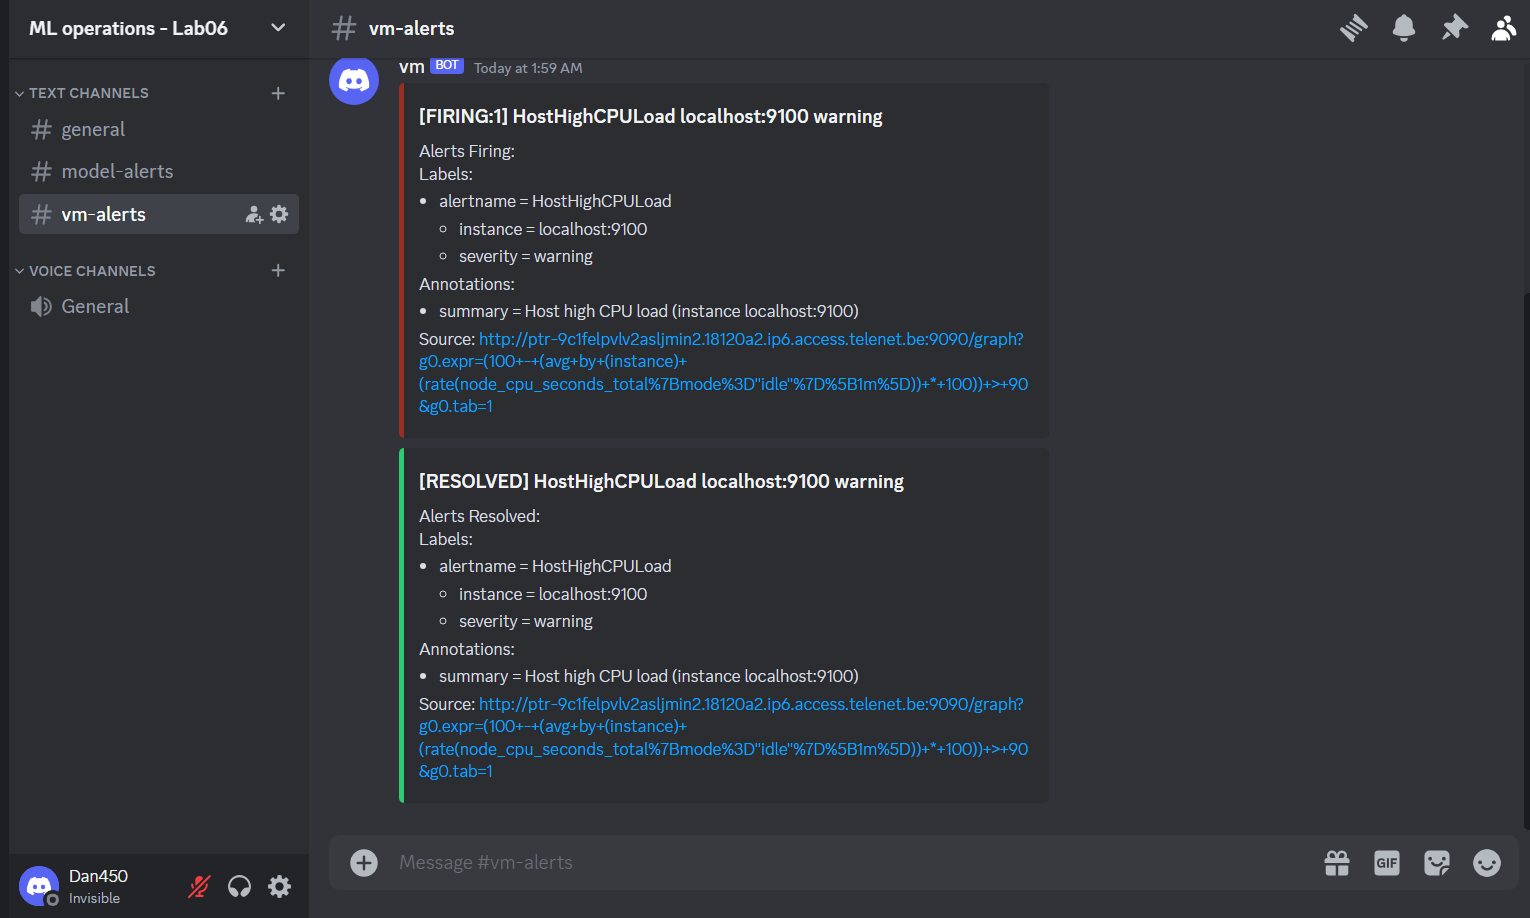 ML operations - Lab06
TEXT CHANNELS
general
model-alerts
vm-alerts
VOICE CHANNELS
General
Dan450
Invisible
vm-alerts
vm BOT Today at 1:59 AM
[FIRING:1] HostHighCPULoad localhost:9100 warning
Alerts Firing:
Labels:
• alertname = HostHighCPULoad
◦ instance = localhost:9100
◦ severity = warning
Annotations:
• summary = Host high CPU load (instance localhost:9100)
Source: http://ptr-9c1felpvlv2asljmin2.18120a2.ip6.access.telenet.be:9090/graph?
g0.expr=(100+-+(avg+by+(instance)+
(rate(node_cpu_seconds_total%7Bmode%3D"idle"%7D%5B1m%5D))+*+100))+>+90
&g0.tab=1
[RESOLVED] HostHighCPULoad localhost:9100 warning
Alerts Resolved:
Labels:
• alertname = HostHighCPULoad
◦ instance = localhost:9100
◦ severity = warning
Annotations:
• summary = Host high CPU load (instance localhost:9100)
Source: http://ptr-9c1felpvlv2asljmin2.18120a2.ip6.access.telenet.be:9090/graph?
g0.expr=(100+-+(avg+by+(instance)+
(rate(node_cpu_seconds_total%7Bmode%3D"idle"%7D%5B1m%5D))+*+100))+>+90
&g0.tab=1
Message #vm-alerts
GIF